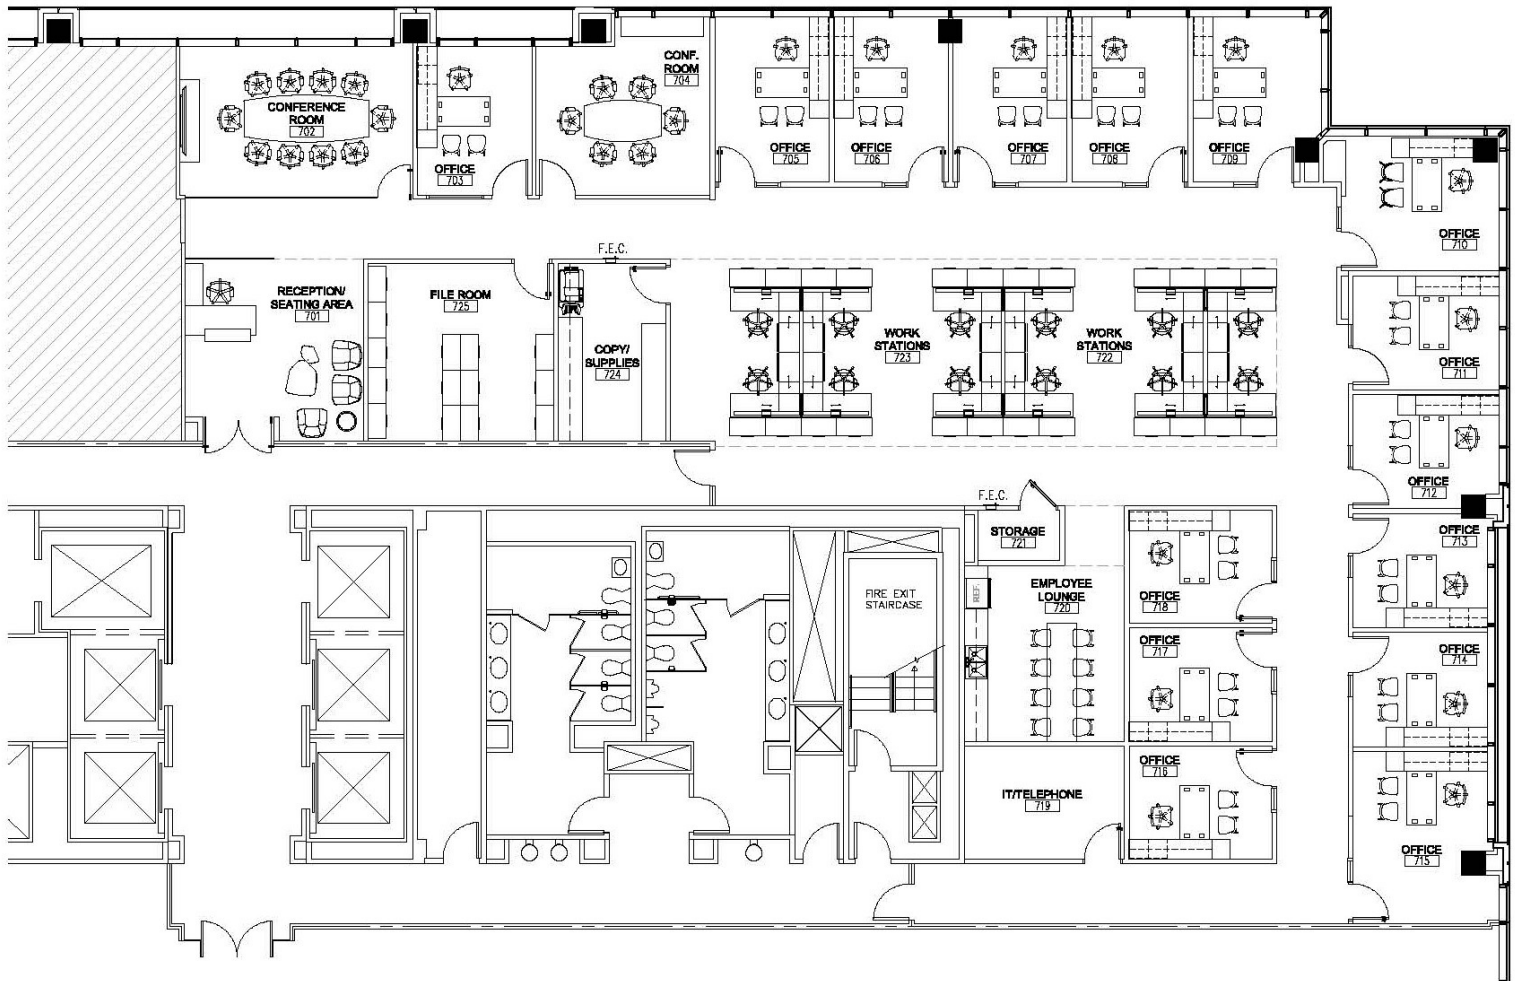 CONFERENCE
ROOM
702
OFFICE
703
CONF.
ROOM
704
OFFICE
705
OFFICE
706
OFFICE
707
OFFICE
708
OFFICE
709
OFFICE
710
RECEPTION/
SEATING AREA
701
FILE ROOM
725
F.E.C.
COPY/
SUPPLIES
724
WORK
STATIONS
723
WORK
STATIONS
722
OFFICE
711
OFFICE
712
F.E.C.
STORAGE
721
OFFICE
713
FIRE EXIT
STAIRCASE
REF.
EMPLOYEE
LOUNGE
720
OFFICE
718
OFFICE
717
OFFICE
714
OFFICE
716
IT/TELEPHONE
719
OFFICE
715